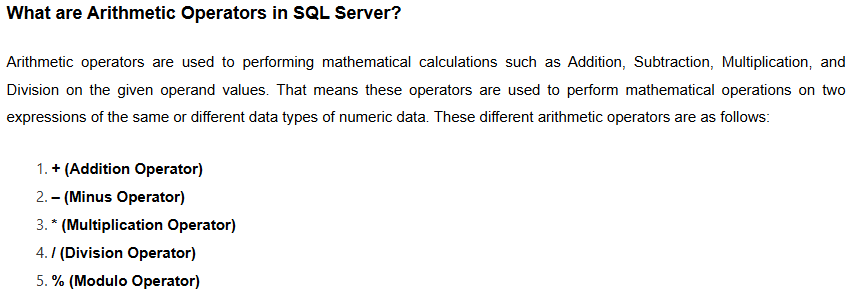 What are Arithmetic Operators in SQL Server?
Arithmetic operators are used to performing mathematical calculations such as Addition, Subtraction, Multiplication, and
Division on the given operand values. That means these operators are used to perform mathematical operations on two
expressions of the same or different data types of numeric data. These different arithmetic operators are as follows:
1. + (Addition Operator)
2. – (Minus Operator)
3. * (Multiplication Operator)
4. / (Division Operator)
5. % (Modulo Operator)